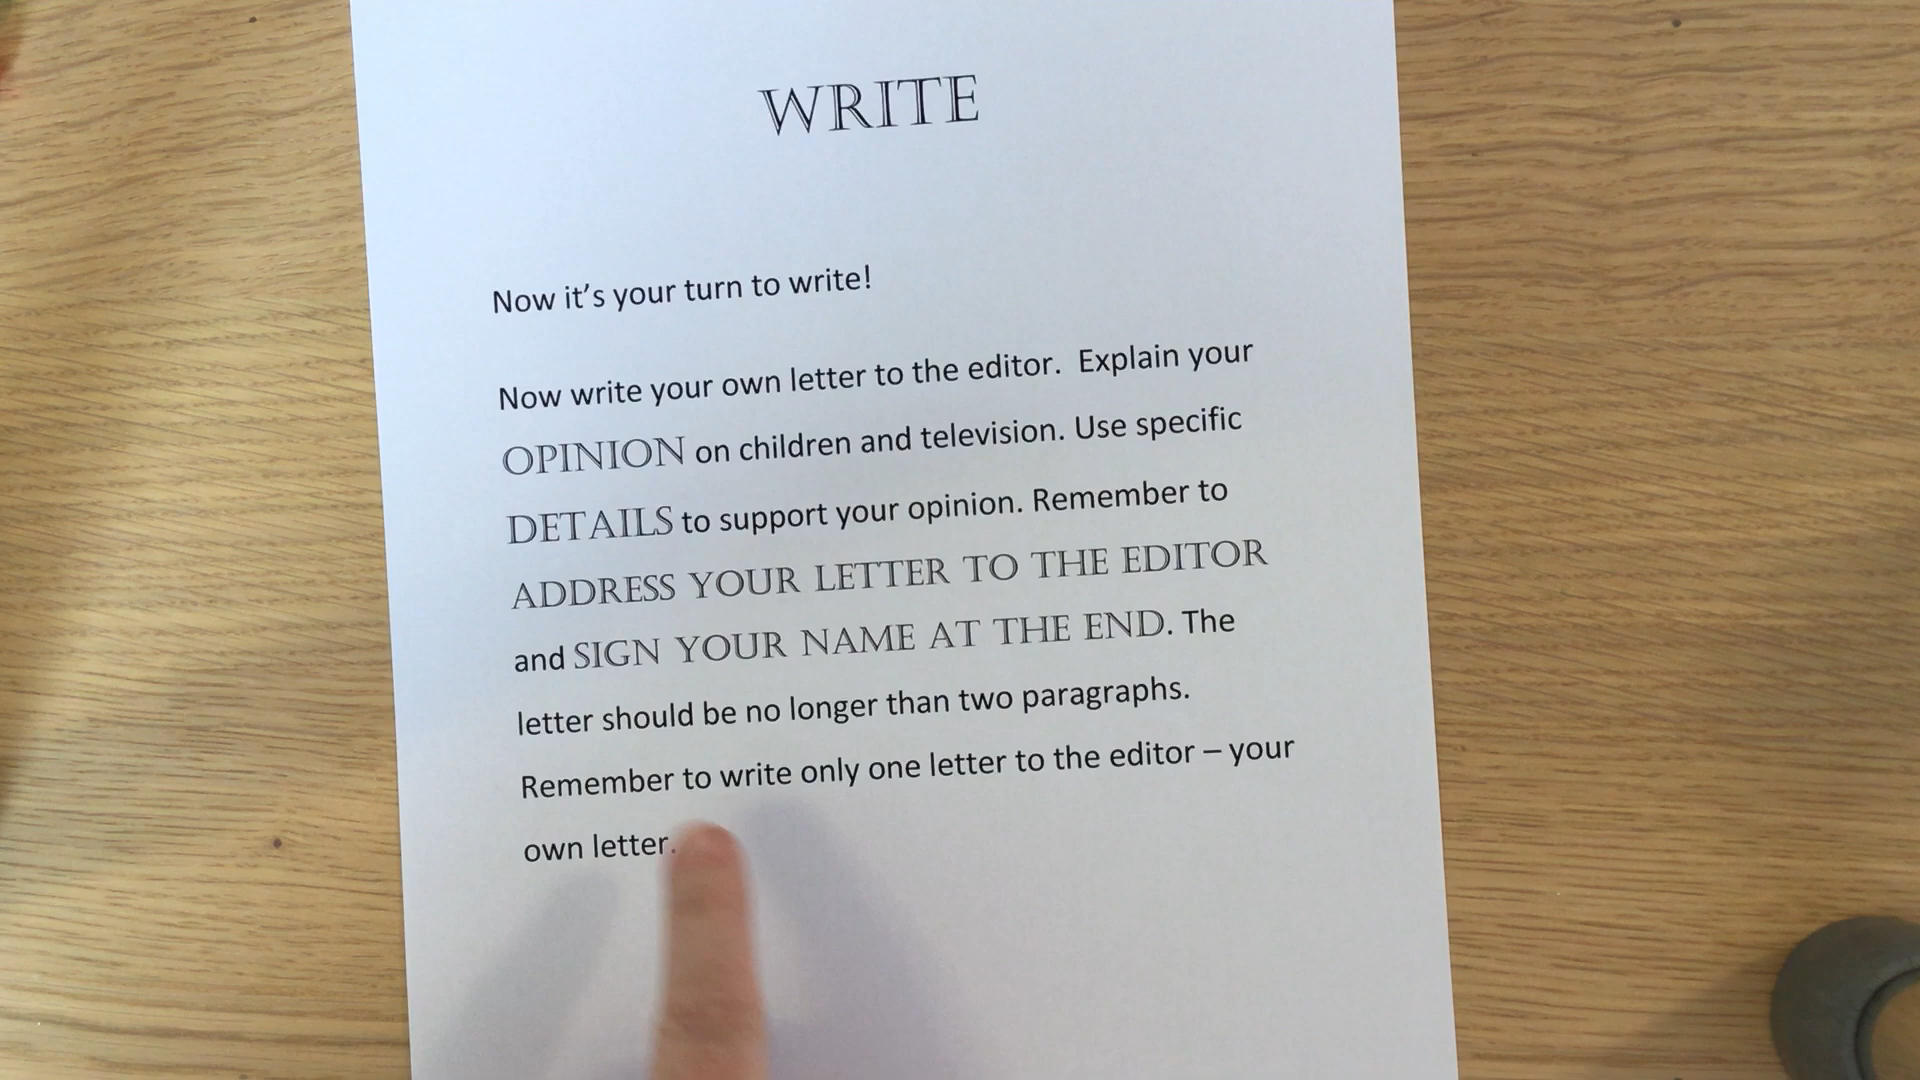 WRITE
Now it's your turn to write!
Now write your own letter to the editor.  Explain your
OPINION on children and television. Use specific
DETAILS to support your opinion. Remember to
ADDRESS YOUR LETTER TO THE EDITOR
and SIGN YOUR NAME AT THE END. The
letter should be no longer than two paragraphs.
Remember to write only one letter to the editor – your
own letter.